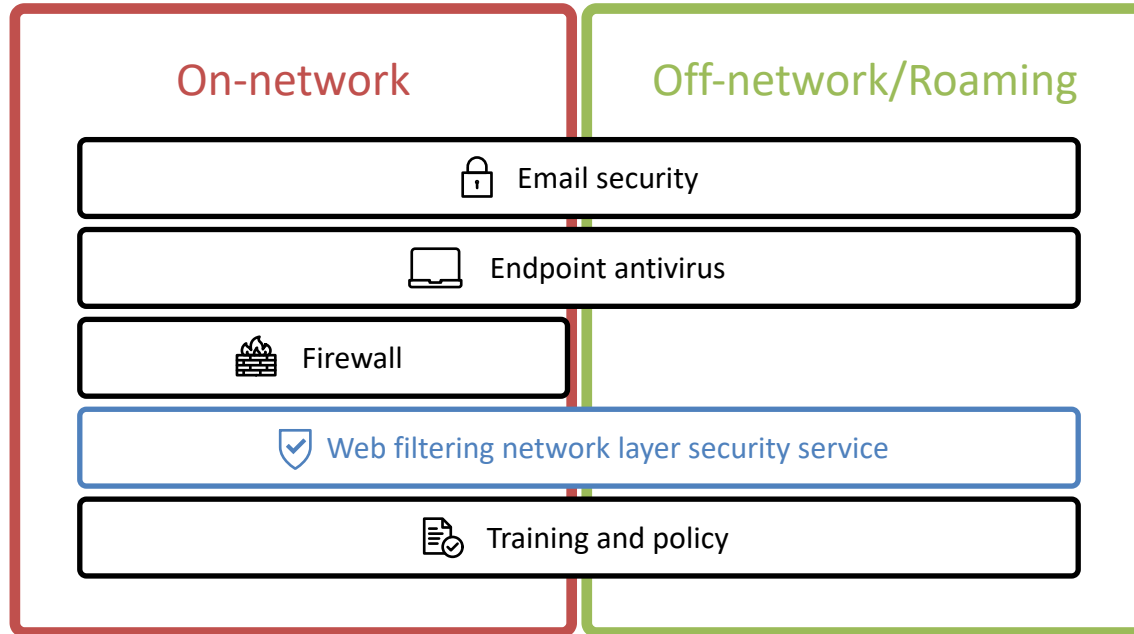 On-network
Off-network/Roaming
Email security
Endpoint antivirus
Firewall
Web filtering network layer security service
Training and policy